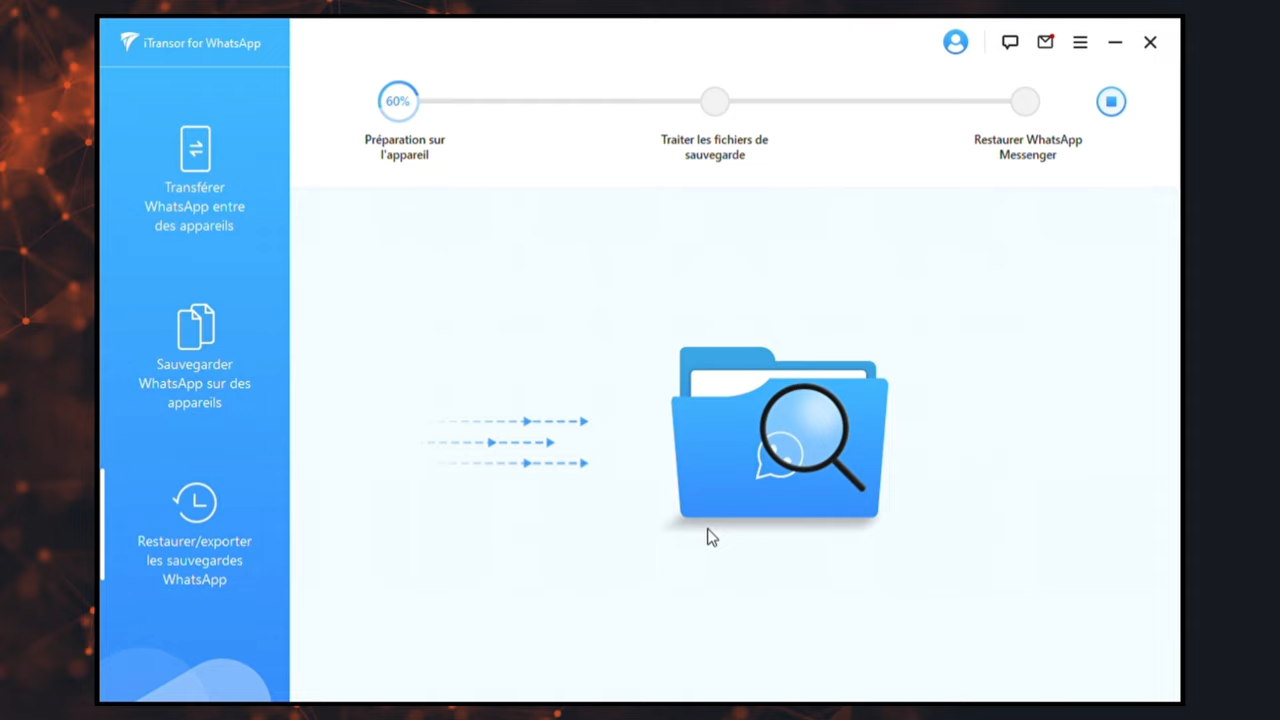 iTransor for WhatsApp
60%
Préparation sur
l'appareil
Traiter les fichiers de
sauvegarde
Restaurer WhatsApp
Messenger
Transférer
WhatsApp entre
des appareils
Sauvegarder
WhatsApp sur des
appareils
Restaurer/exporter
les sauvegardes
WhatsApp